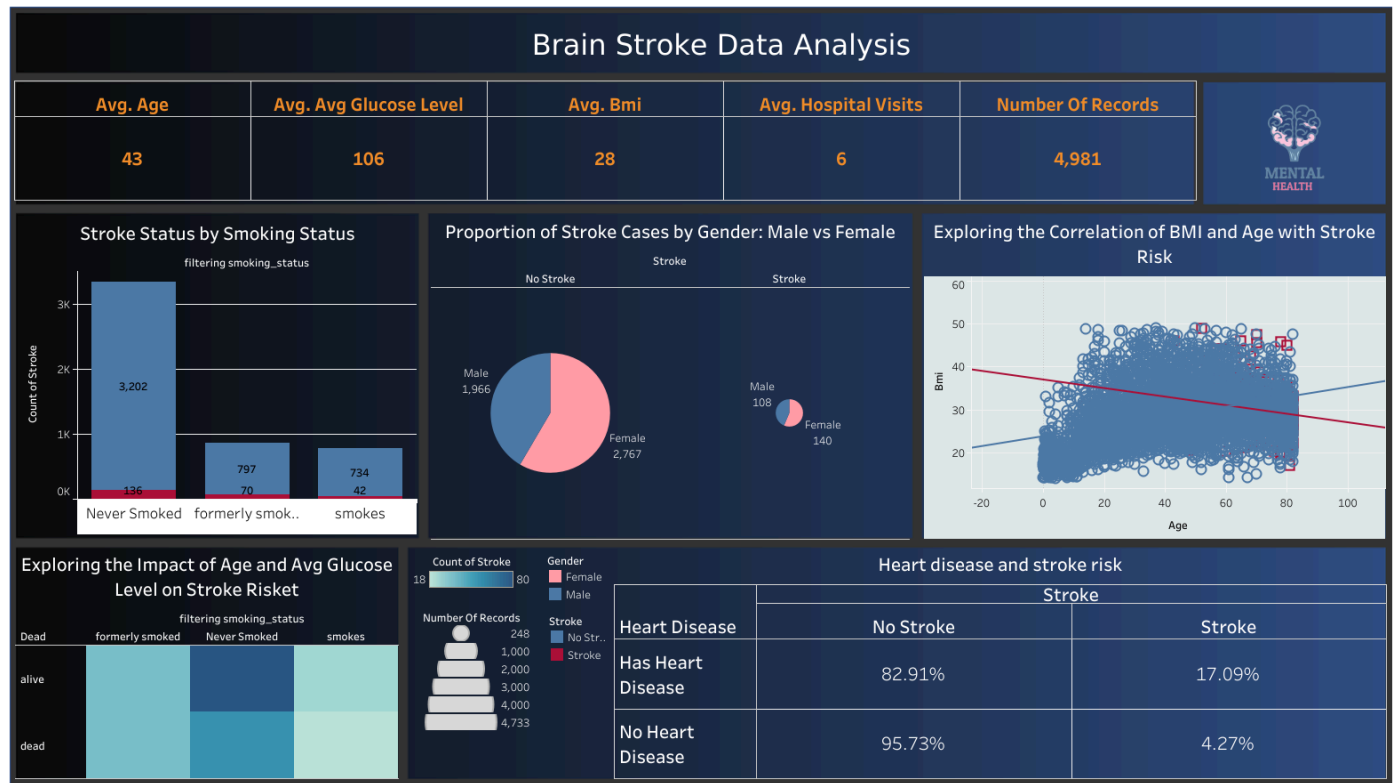 Brain Stroke Data Analysis
Avg. Age
Avg. Avg Glucose Level
Avg. Bmi
Avg. Hospital Visits
Number Of Records
43
106
28
6
4,981
MENTAL
HEALTH
Stroke Status by Smoking Status
filtering smoking_status
Count of Stroke
3K
2K
1K
0K
3,202
136
797
70
734
42
Never Smoked
formerly smok..
smokes
Proportion of Stroke Cases by Gender: Male vs Female
Stroke
No Stroke
Stroke
Male
1,966
Female
2,767
Male
108
Female
140
Exploring the Correlation of BMI and Age with Stroke
Risk
Bmi
60
50
40
30
20
-20
0
20
40
60
80
100
Age
Exploring the Impact of Age and Avg Glucose
Level on Stroke Risket
filtering smoking_status
Dead
formerly smoked
Never Smoked
smokes
alive
dead
Count of Stroke
18
80
Number Of Records
248
1,000
2,000
3,000
4,000
4,733
Gender
Female
Male
Stroke
No Str..
Stroke
Heart disease and stroke risk
Stroke
Heart Disease
No Stroke
Stroke
Has Heart
Disease
82.91%
17.09%
No Heart
Disease
95.73%
4.27%